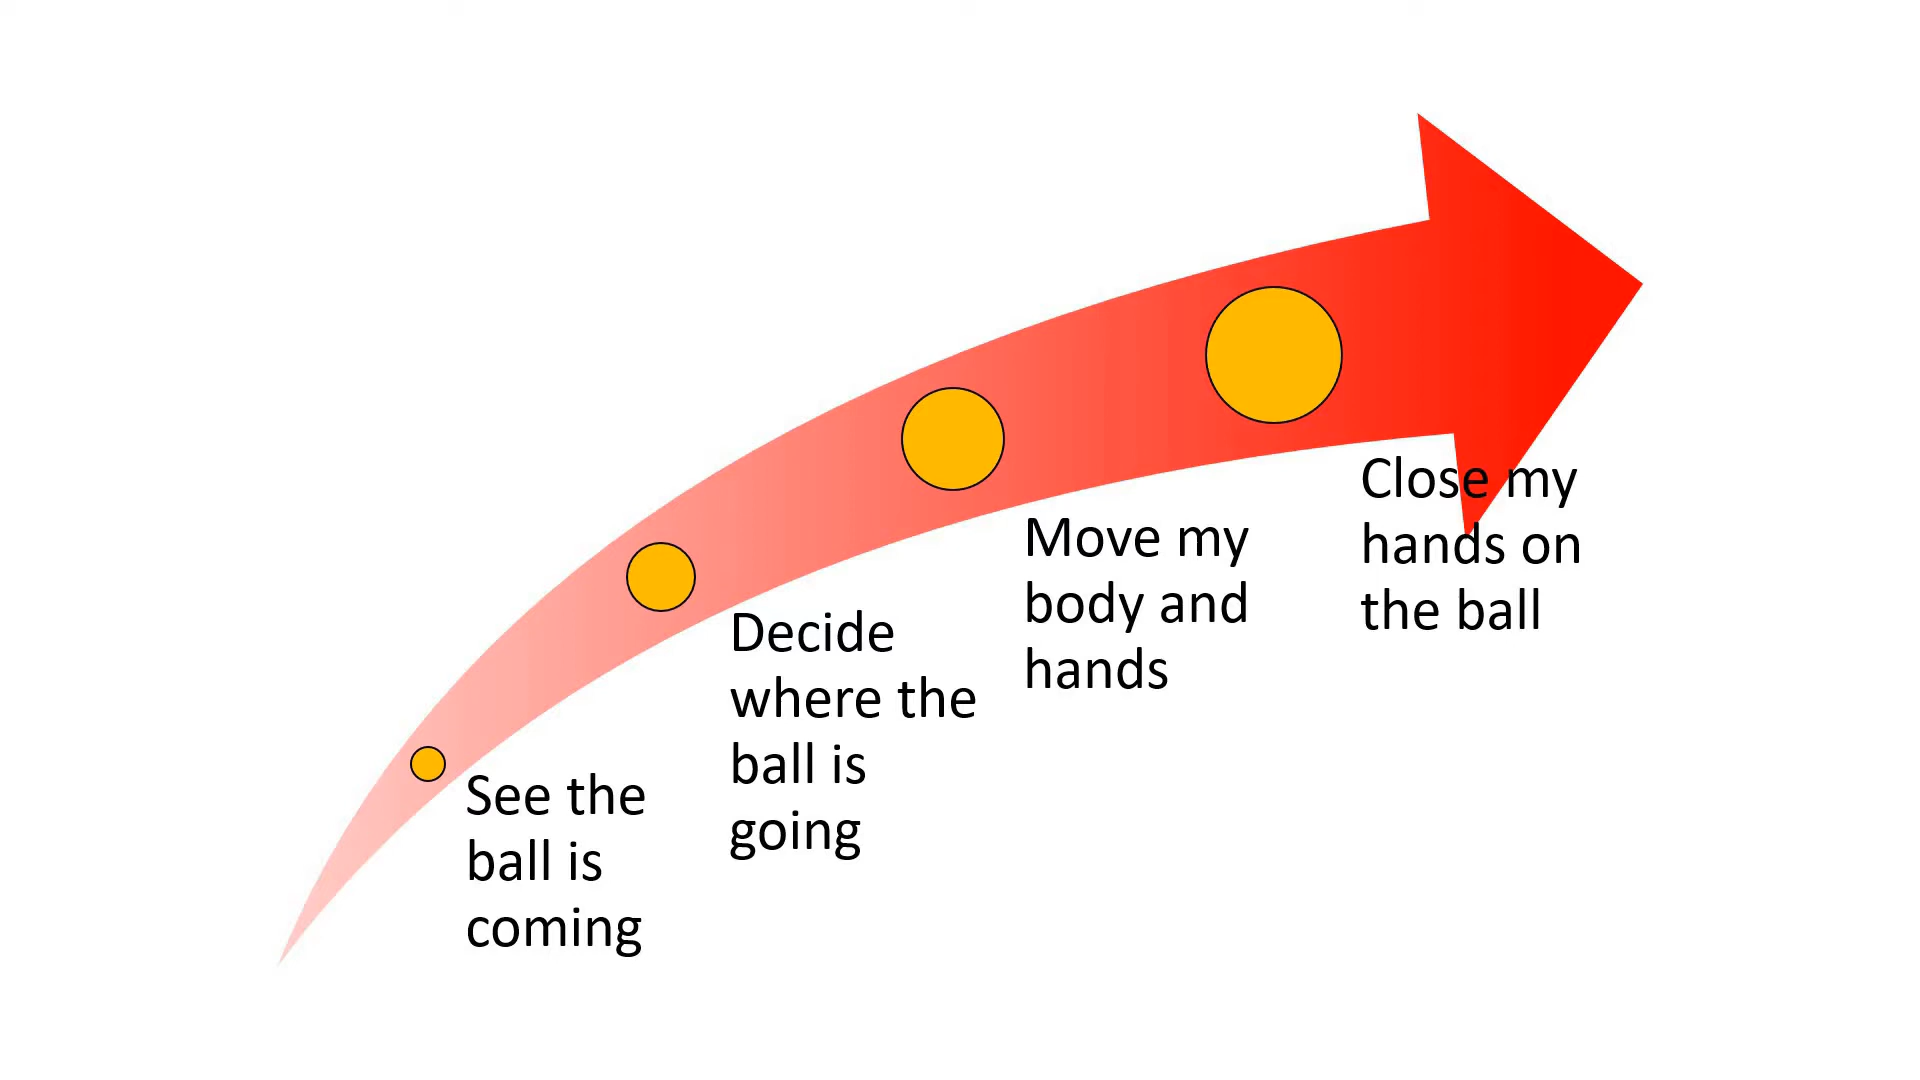 See the
ball is
coming
Decide
where the
ball is
going
Move my
body and
hands
Close my
hands on
the ball